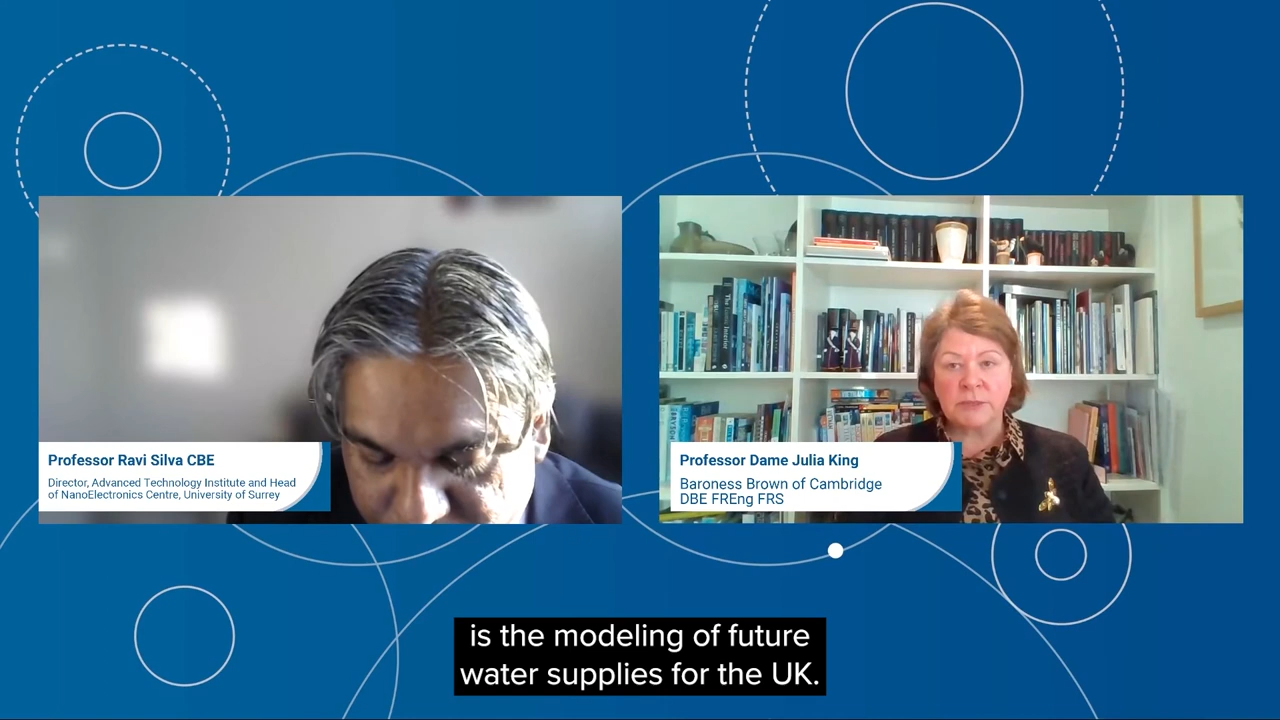 Professor Ravi Silva CBE
Director, Advanced Technology Institute and Head
of NanoElectronics Centre, University of Surrey
Professor Dame Julia King
Baroness Brown of Cambridge
DBE FREng FRS
is the modeling of future
water supplies for the UK.